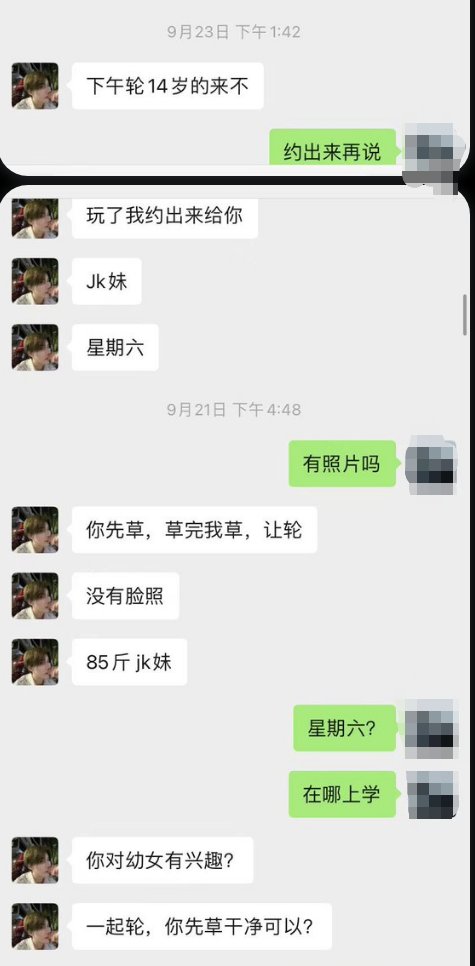 9月23日 下午1:42
下午轮14岁的来不
约出来再说
玩了我约出来给你
Jk妹
星期六
9月21日 下午4:48
有照片吗
你先草，草完我草，让轮
没有脸照
85斤jk妹
星期六?
在哪上学
你对幼女有兴趣?
一起轮，你先草干净可以?